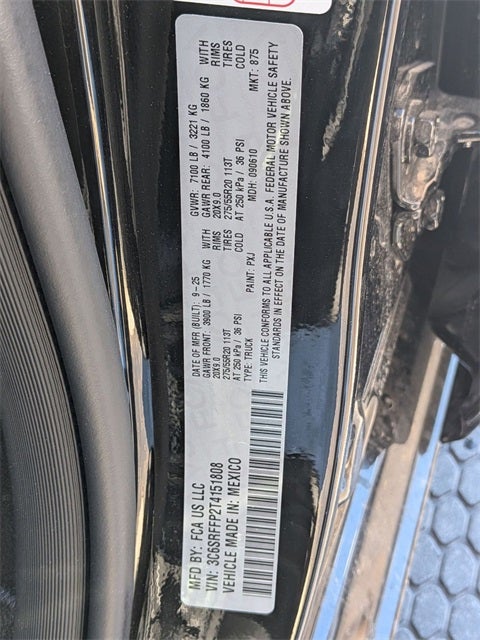 MFD BY: FCA US LLC
VIN: 3C6SRFFP2T4151808
VEHICLE MADE IN: MEXICO
DATE OF MFR (BUILT): 9-25 GVWR: 7100 LB / 3221 KG
GAWR FRONT: 3900 LB / 1770 KG WITH GAWR REAR: 4100 LB / 1860 KG WITH
20X9.0 RIMS 20X9.0 RIMS
275/55R20 113T TIRES 275/55R20 113T TIRES
AT 250 kPa / 36 PSI COLD AT 250 kPa / 36 PSI COLD
TYPE: TRUCK PAINT: PXJ MDH: 090610 MKT: 875
THIS VEHICLE CONFORMS TO ALL APPLICABLE U.S.A. FEDERAL MOTOR VEHICLE SAFETY
STANDARDS IN EFFECT ON THE DATE OF MANUFACTURE SHOWN ABOVE.